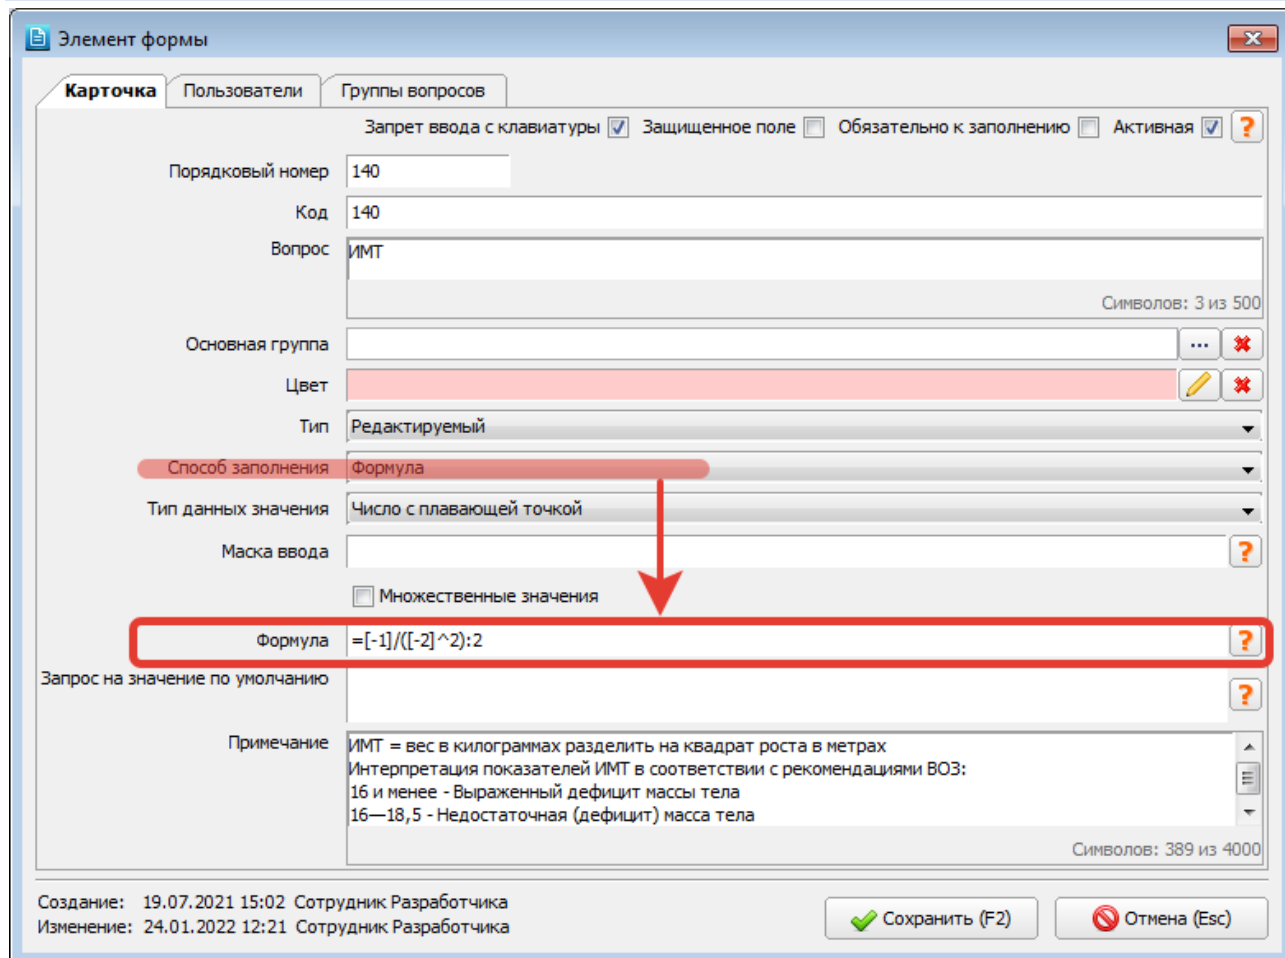 Элемент формы
Карточка Пользователи Группы вопросов
Запрет ввода с клавиатуры Защищенное поле Обязательно к заполнению Активная ?
Порядковый номер 140
Код 140
Вопрос ИМТ
Символов: 3 из 500
Основная группа ...
Цвет
Тип Редактируемый
Способ заполнения Формула
Тип данных значения Число с плавающей точкой
Маска ввода ?
Множественные значения
Формула =[-1]/([-2]^2):2 ?
Запрос на значение по умолчанию ?
Примечание ИМТ = вес в килограммах разделить на квадрат роста в метрах
Интерпретация показателей ИМТ в соответствии с рекомендациями ВОЗ:
16 и менее - Выраженный дефицит массы тела
16—18,5 - Недостаточная (дефицит) масса тела
Символов: 389 из 4000
Создание: 19.07.2021 15:02 Сотрудник Разработчика
Изменение: 24.01.2022 12:21 Сотрудник Разработчика
Сохранить (F2) Отмена (Esc)